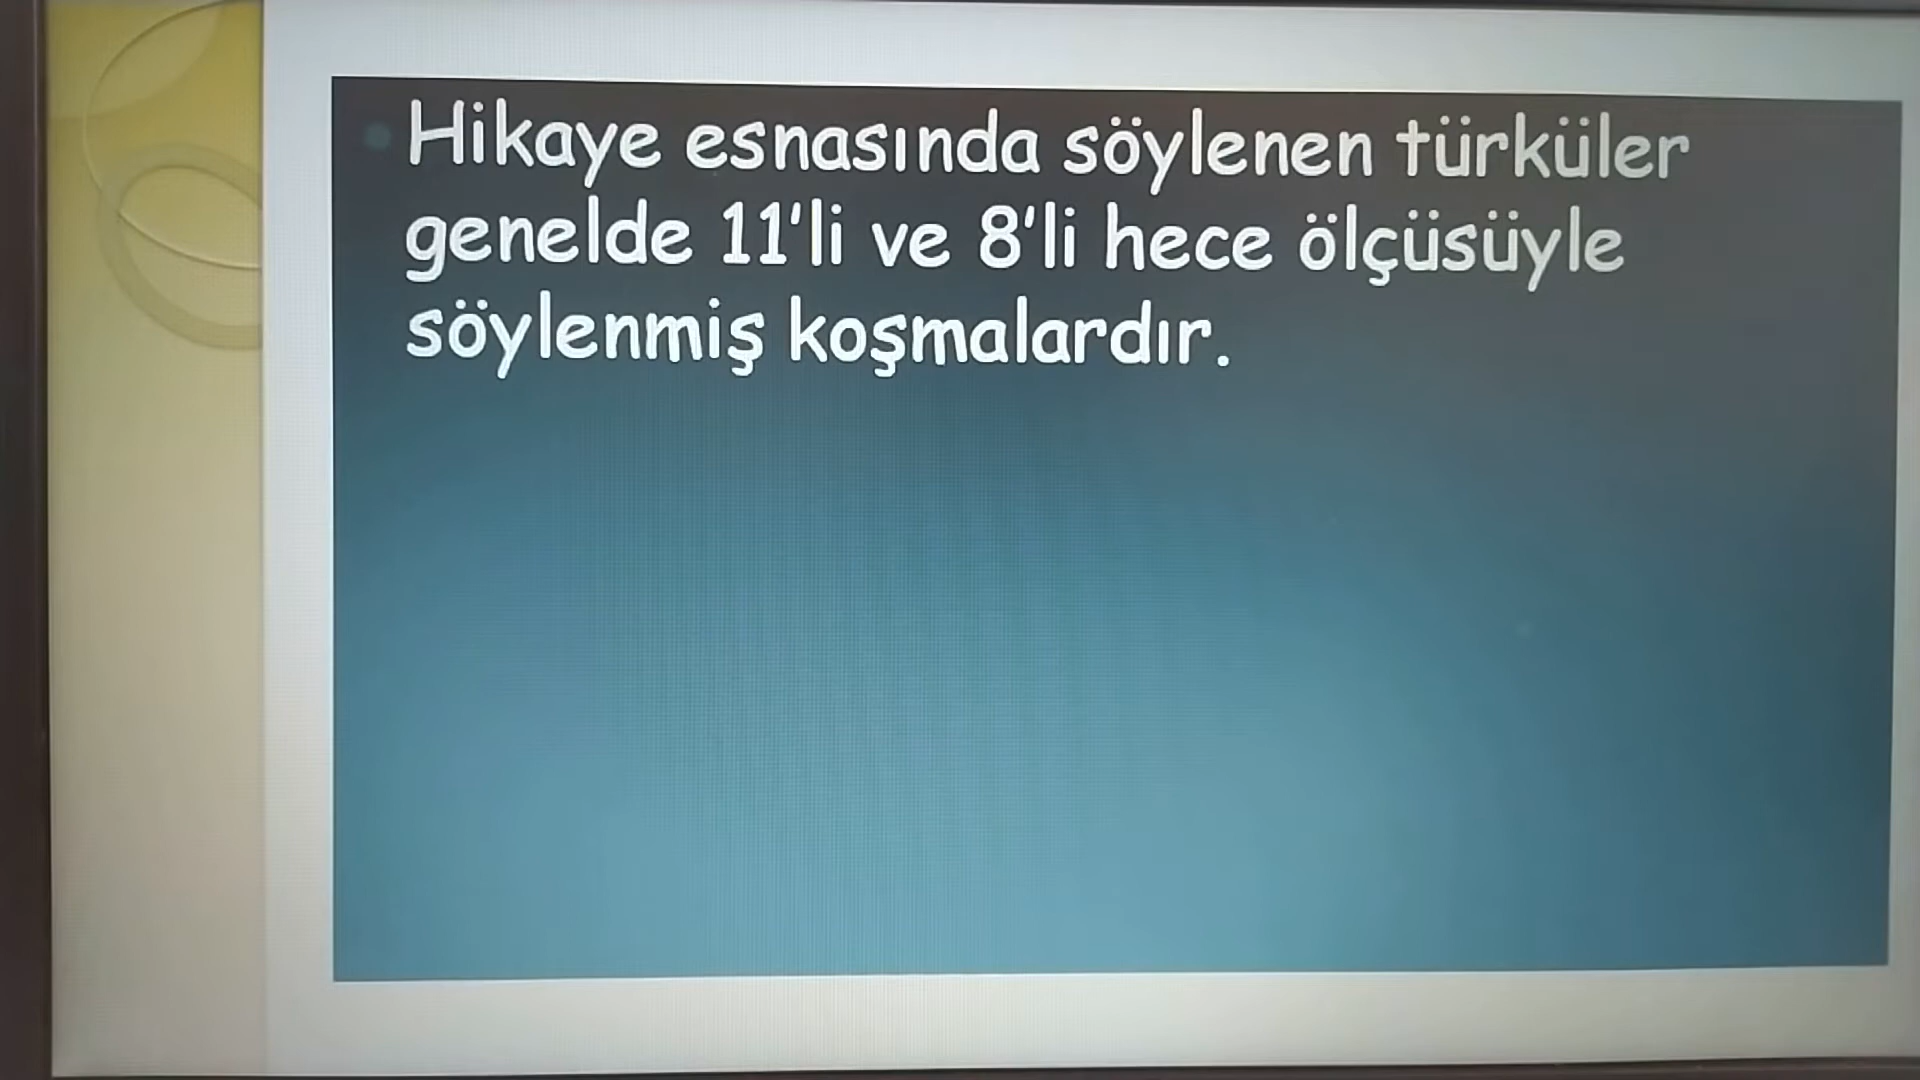 Hikaye esnasında söylenen türküler
genelde 11'li ve 8'li hece ölçüsüyle
söylenmiş koşmalardır.